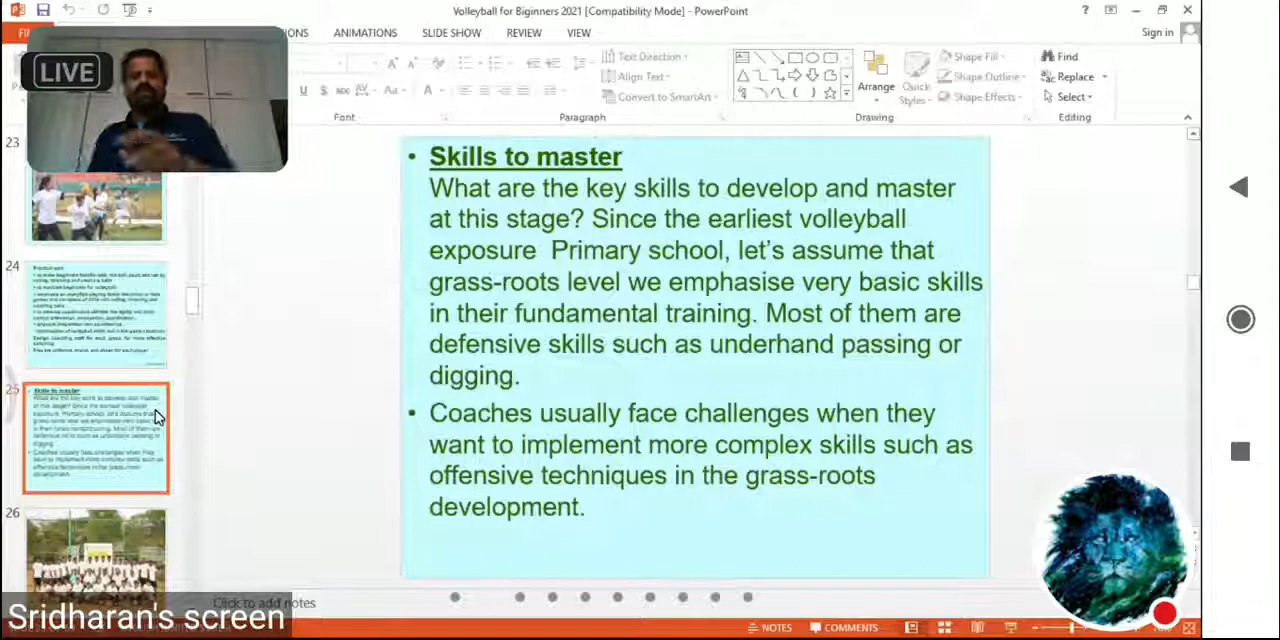 Volleyball for Biginners 2021 [Compatibility Mode] - PowerPoint
Sign in
ANIMATIONS SLIDE SHOW REVIEW VIEW
LIVE
Text Direction
Align Text
Convert to SmartArt
Arrange
Quick
Styles
Shape Fill
Shape Outline
Shape Effects
Find
Replace
Select
Font
Paragraph
Drawing
Editing
23
24
25
26
• Skills to master
What are the key skills to develop and master
at this stage? Since the earliest volleyball
exposure Primary school, let's assume that
grass-roots level we emphasise very basic skills
in their fundamental training. Most of them are
defensive skills such as underhand passing or
digging.
• Coaches usually face challenges when they
want to implement more complex skills such as
offensive techniques in the grass-roots
development.
Click to add notes
Sridharan's screen
NOTES
COMMENTS